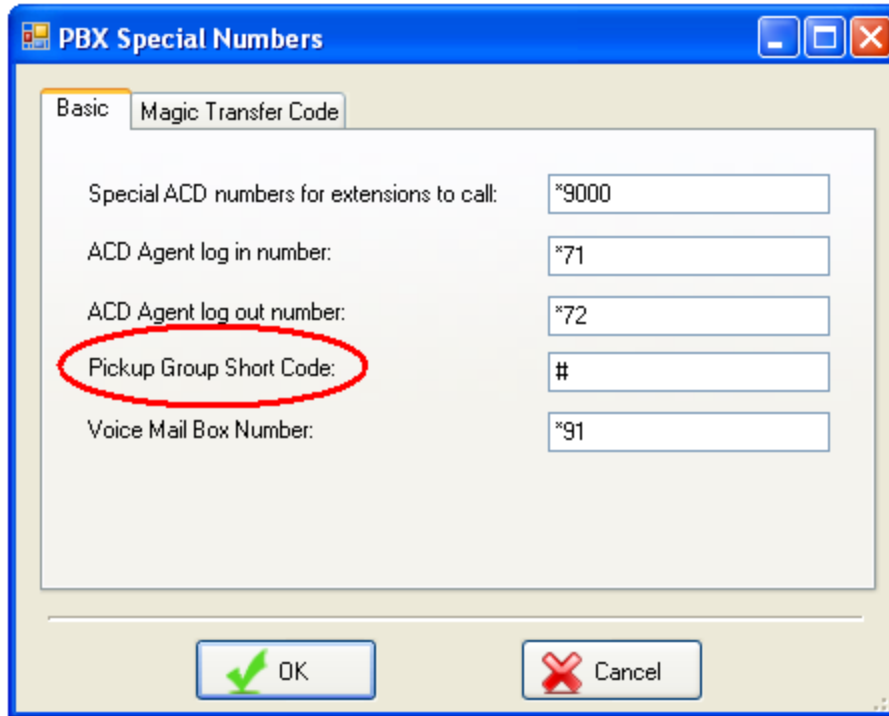 PBX Special Numbers
Basic
Magic Transfer Code
Special ACD numbers for extensions to call:
*9000
ACD Agent log in number:
*71
ACD Agent log out number:
*72
Pickup Group Short Code:
#
Voice Mail Box Number:
*91
OK
Cancel